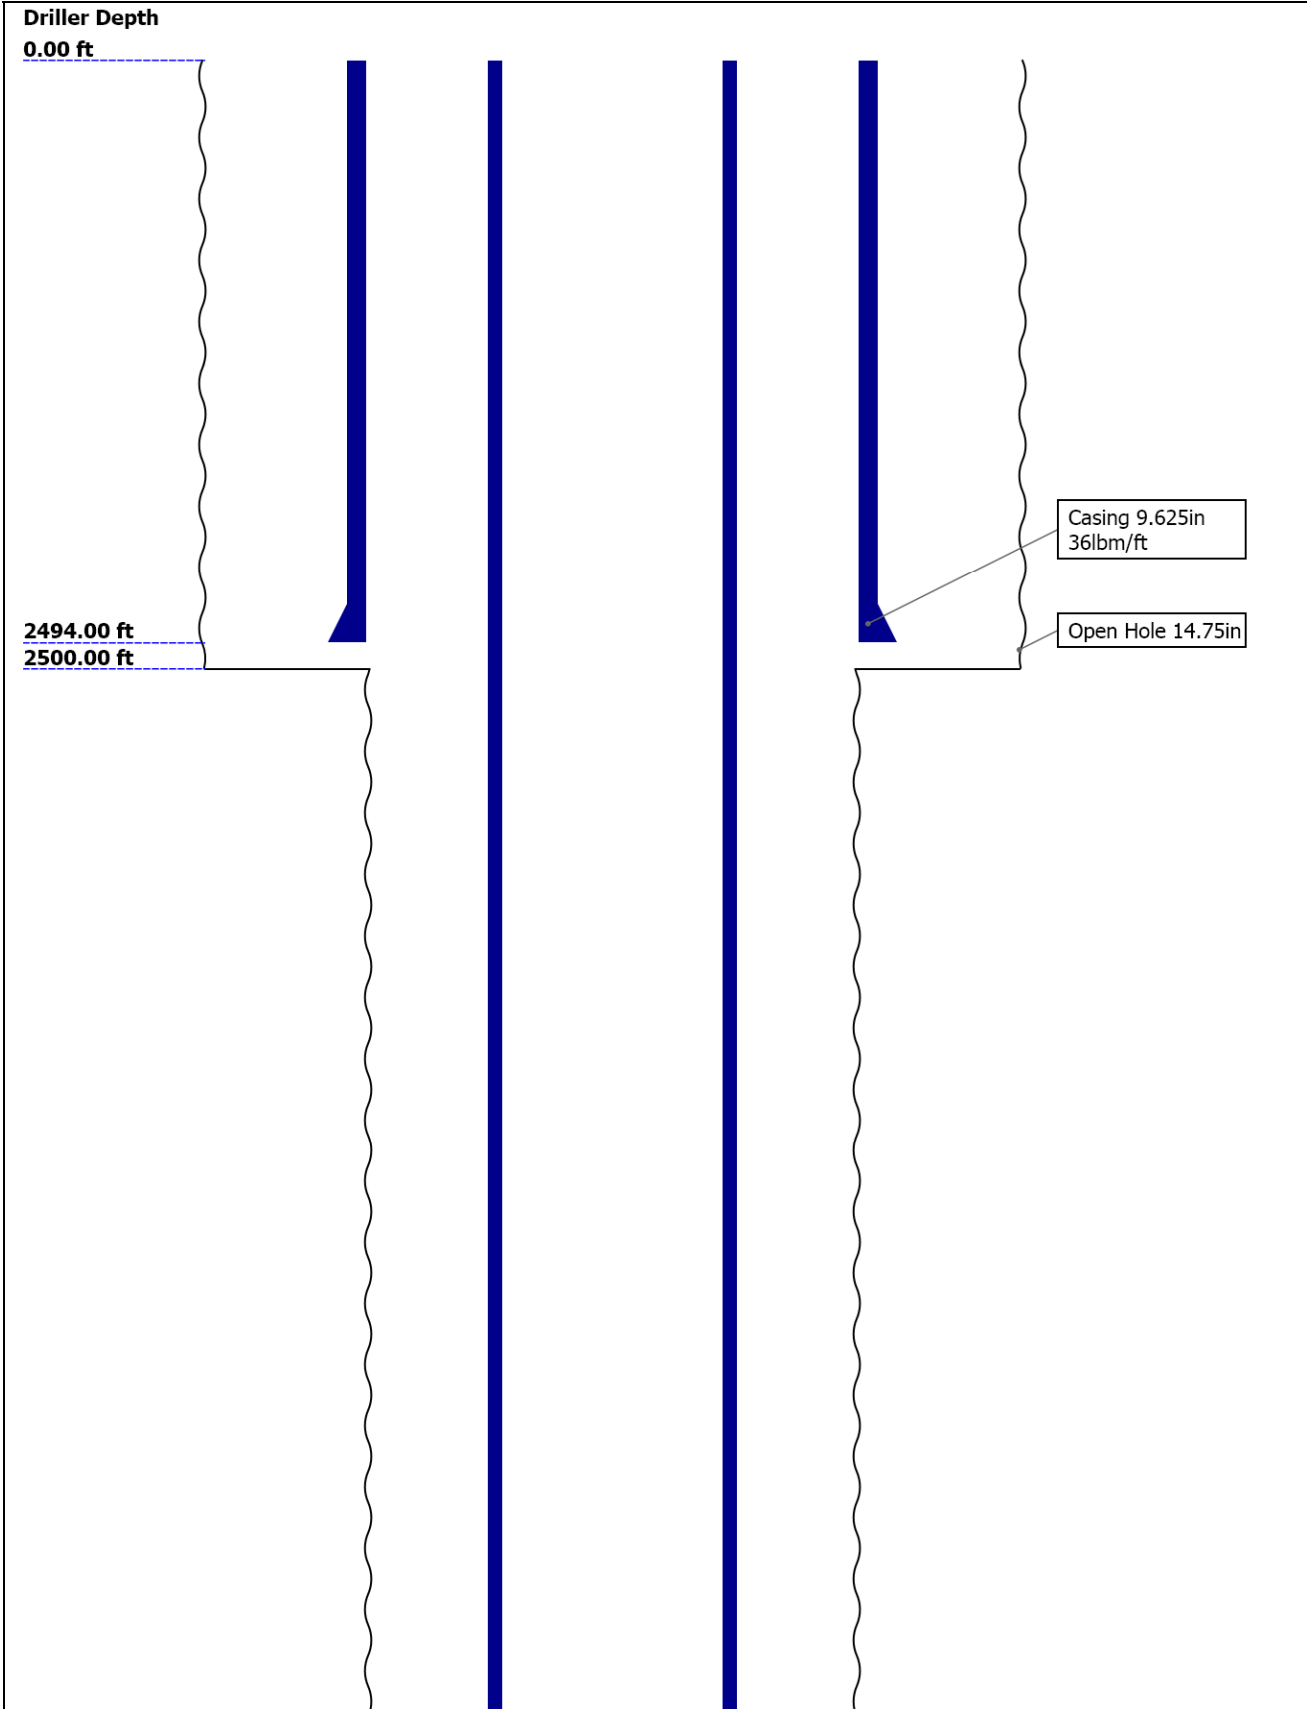 Driller Depth
0.00 ft
Casing 9.625in
36lbm/ft
2494.00 ft
Open Hole 14.75in
2500.00 ft